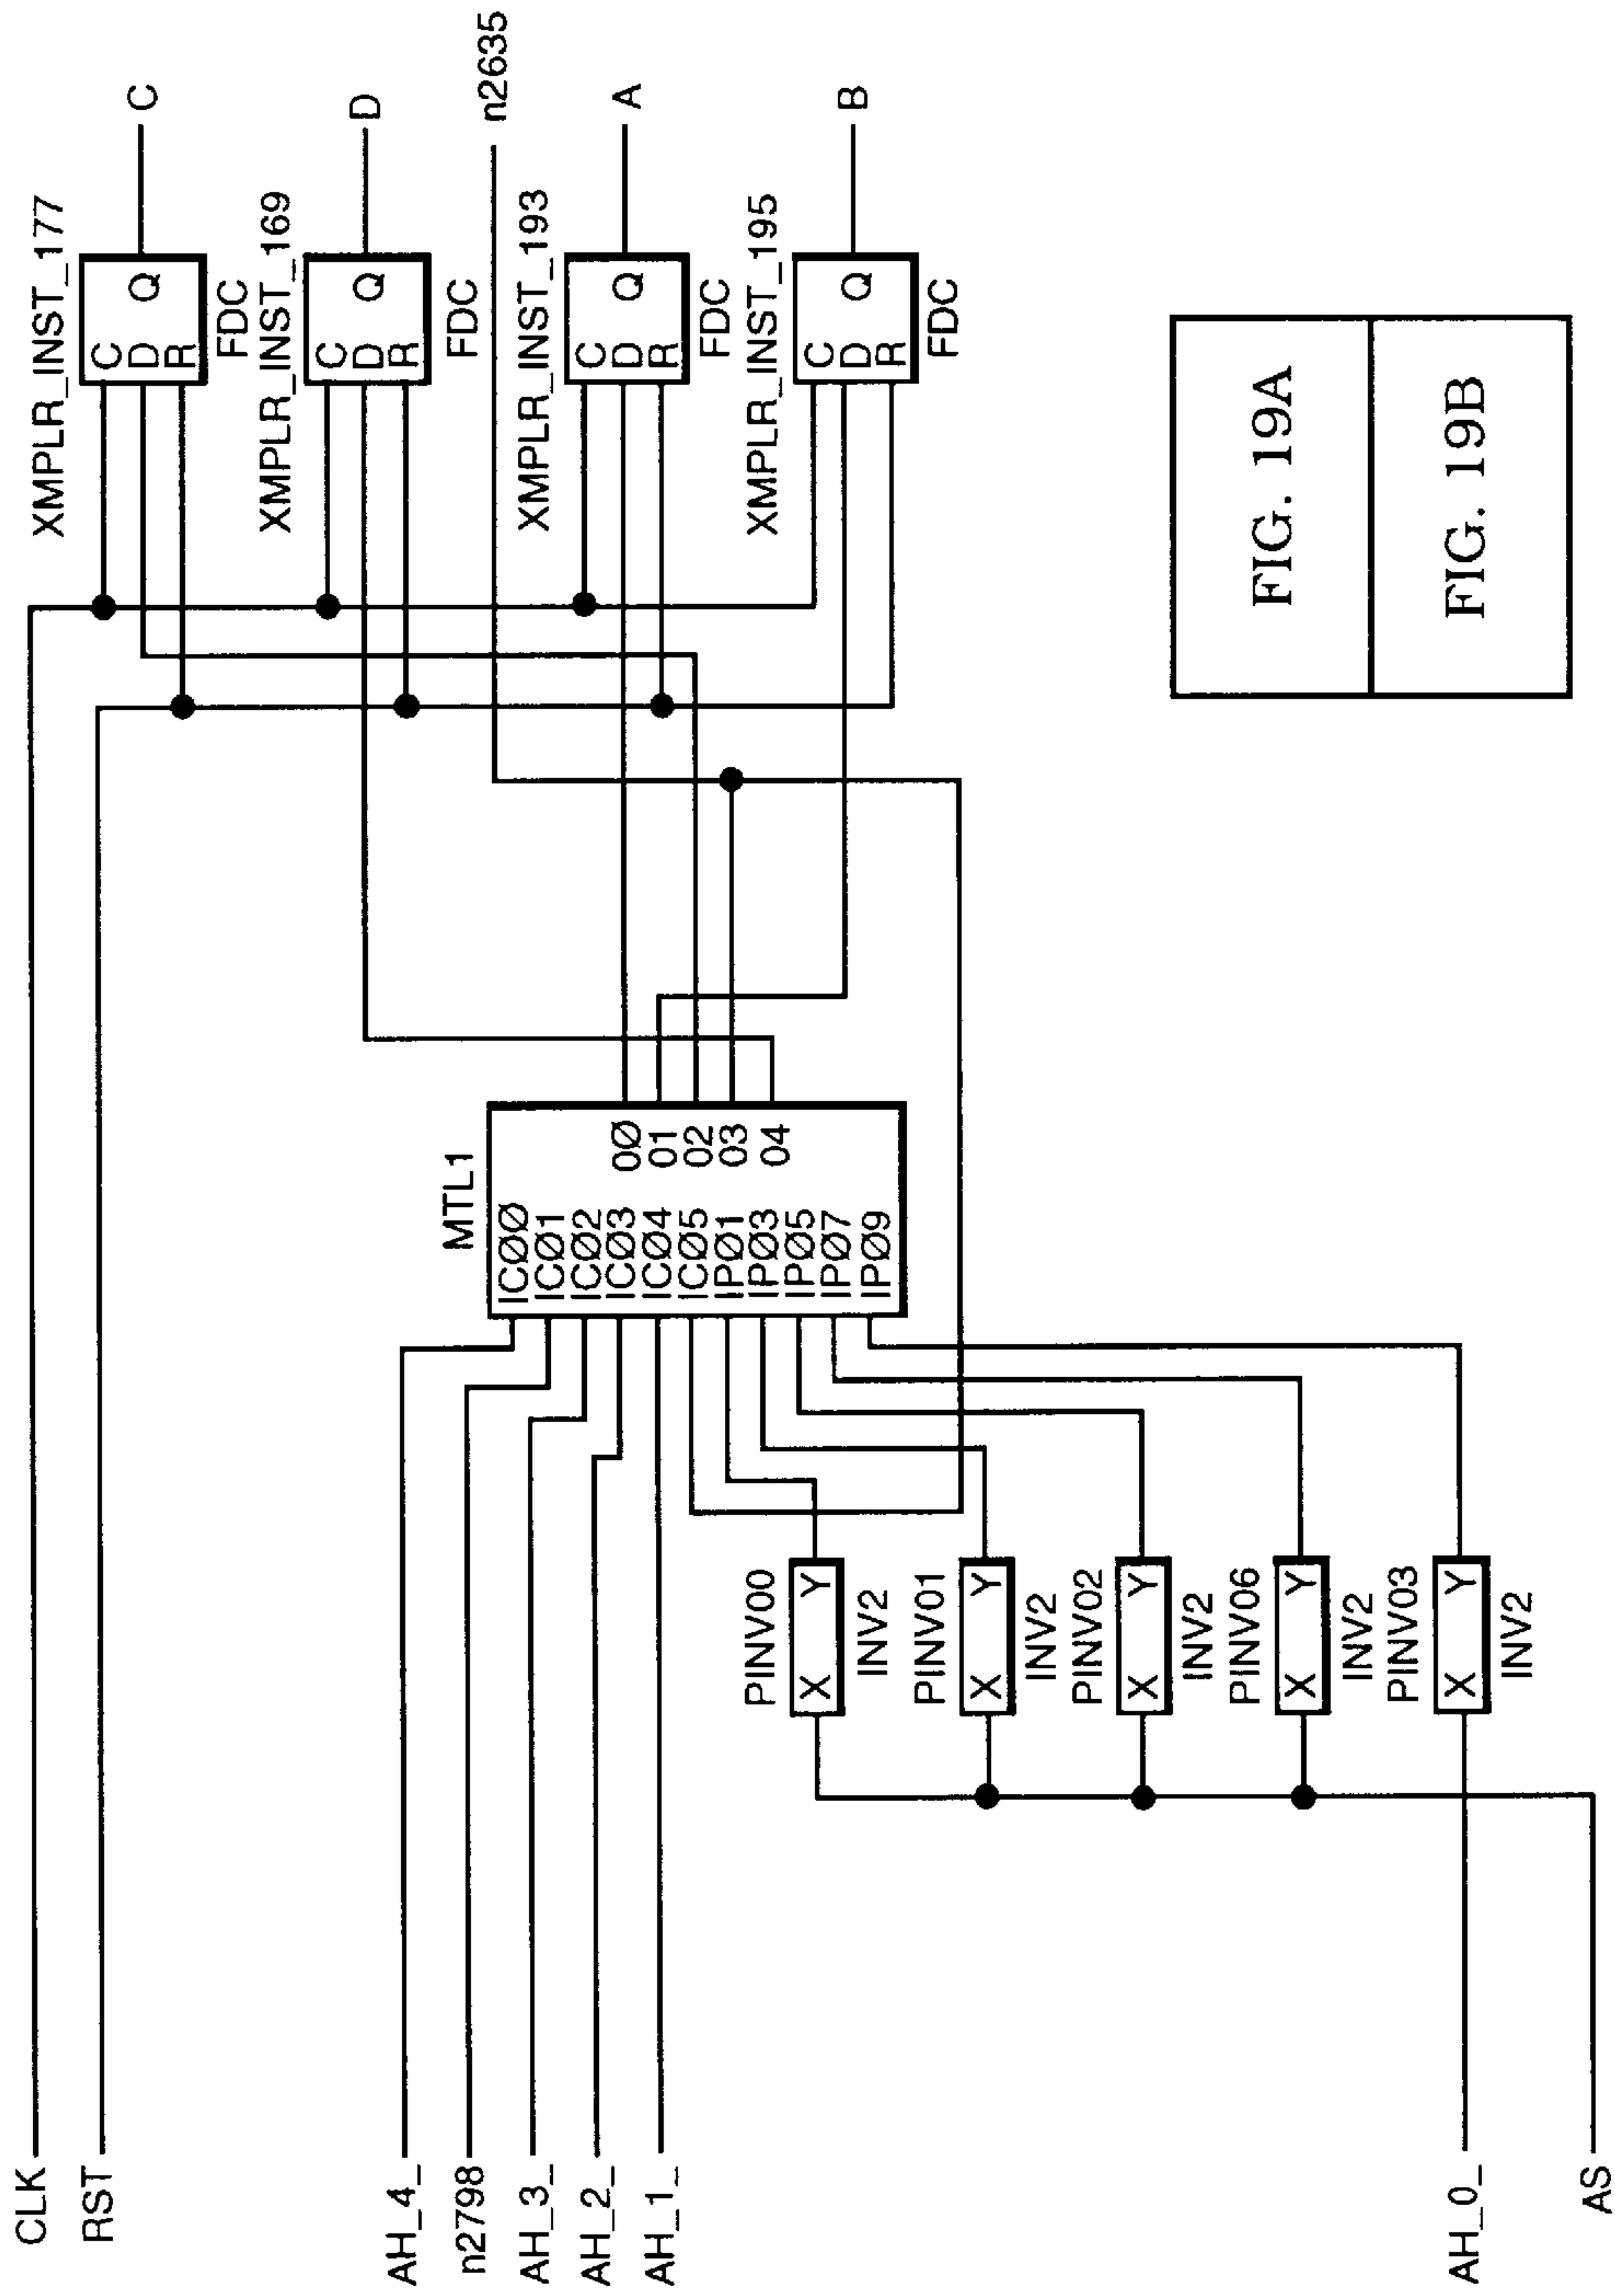 CLK
RST
AH_4_
n2798
AH_3_
AH_2_
AH_1_
AH_0_
AS
PINV00
X Y
INV2
PINV01
X Y
INV2
PINV02
X Y
INV2
PINV06
X Y
INV2
PINV03
X Y
INV2
MTL1
ICØØ
ICØ1
ICØ2
ICØ3
ICØ4
ICØ5
IPØ1
IPØ3
IPØ5
IPØ7
IPØ9
0Ø
01
02
03
04
XMPLR_INST_177
C
D Q
R
FDC
C
XMPLR_INST_169
C
D Q
R
FDC
D
n2635
XMPLR_INST_193
C
D Q
R
FDC
A
XMPLR_INST_195
C
D Q
R
FDC
B
FIG. 19A
FIG. 19B